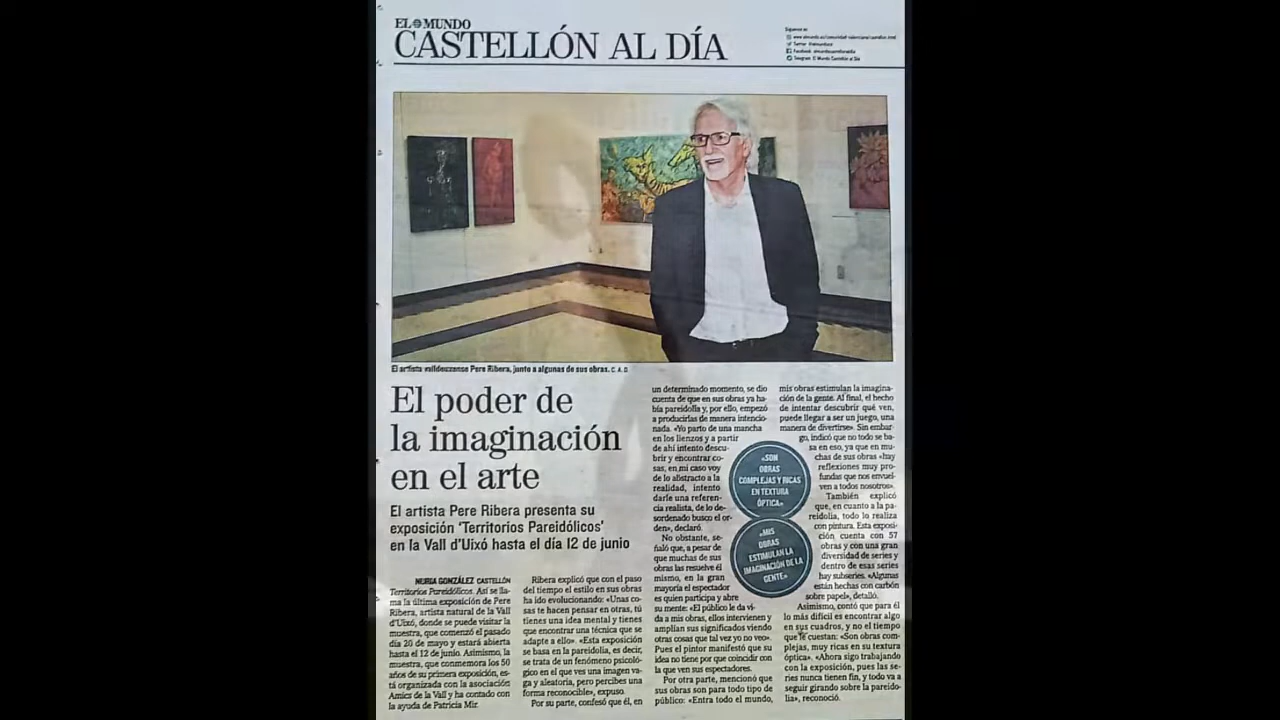 EL MUNDO
CASTELLÓN AL DÍA
Síguenos en
www.elmundo.es/comunidad-valenciana/castellon.html
Telegram: El Mundo Castellón al Día
El artista valldeuxense Pere Ribera, junto a algunas de sus obras. C. A. D.
El poder de
la imaginación
en el arte
El artista Pere Ribera presenta su
exposición ‘Territorios Pareidólicos’
en la Vall d’Uixó hasta el día 12 de junio
NURIA GONZÁLEZ CASTELLÓN
Territorios Pareidólicos. Así se lla-
ma la última exposición de Pere
Ribera, artista natural de la Vall
d’Uixó, donde se puede visitar la
muestra, que comenzó el pasado
día 20 de mayo y estará abierta
hasta el 12 de junio. Asimismo, la
muestra, que conmemora los 50
años de su primera exposición, es-
tá organizada con la asociación
Amics de la Vall y ha contado con
la ayuda de Patricia Mir.
Ribera explicó que con el paso
del tiempo el estilo en sus obras
ha ido evolucionando: «Unas co-
sas te hacen pensar en otras, tú
tienes una idea mental y tienes
que encontrar una técnica que se
adapte a ello». «Esta exposición
se basa en la pareidolia, es decir,
se trata de un fenómeno psicoló-
gico en el que ves una imagen va-
ga y aleatoria, pero percibes una
forma reconocible», expuso.
Por su parte, confesó que él, en
un determinado momento, se dio
cuenta de que en sus obras ya ha-
bía pareidolia y, por ello, empezó
a producirlas de manera intencio-
nada. «Yo parto de una mancha
en los lienzos y a partir
de ahí intento descu-
brir y encontrar co-
sas, en mi caso voy
de lo abstracto a la
realidad, intento
darle una referen-
cia realista, de lo de-
sordenado busco el or-
den», declaró.
No obstante, se-
ñaló que, a pesar de
que muchas de sus
obras las resuelve él
mismo, en la gran
mayoría el espectador
es quien participa y abre
su mente: «El público le da vi-
da a mis obras, ellos intervienen y
amplían sus significados viendo
otras cosas que tal vez yo no veo».
Pues el pintor manifestó que su
idea no tiene por que coincidir con
la que ven sus espectadores.
Por otra parte, mencionó que
sus obras son para todo tipo de
público: «Entra todo el mundo,
«SON
OBRAS
COMPLEJAS Y RICAS
EN TEXTURA
ÓPTICA»
«MIS
OBRAS
ESTIMULAN LA
IMAGINACIÓN DE LA
GENTE»
mis obras estimulan la imagina-
ción de la gente. Al final, el hecho
de intentar descubrir qué ven,
puede llegar a ser un juego, una
manera de divertirse». Sin embar-
go, indicó que no todo se ba-
sa en eso, ya que en mu-
chas de sus obras «hay
reflexiones muy pro-
fundas que nos envuel-
ven a todos nosotros».
También explicó
que, en cuanto a la pa-
reidolia, todo lo realiza
con pintura. Esta exposi-
ción cuenta con 57
obras y con una gran
diversidad de series y
dentro de esas series
hay subseries. «Algunas
están hechas con carbón
sobre papel», detalló.
Asimismo, contó que para él
lo más difícil es encontrar algo
en sus cuadros, y no el tiempo
que le cuestan: «Son obras com-
plejas, muy ricas en su textura
óptica». «Ahora sigo trabajando
con la exposición, pues las se-
ries nunca tienen fin, y todo va a
seguir girando sobre la pareido-
lia», reconoció.